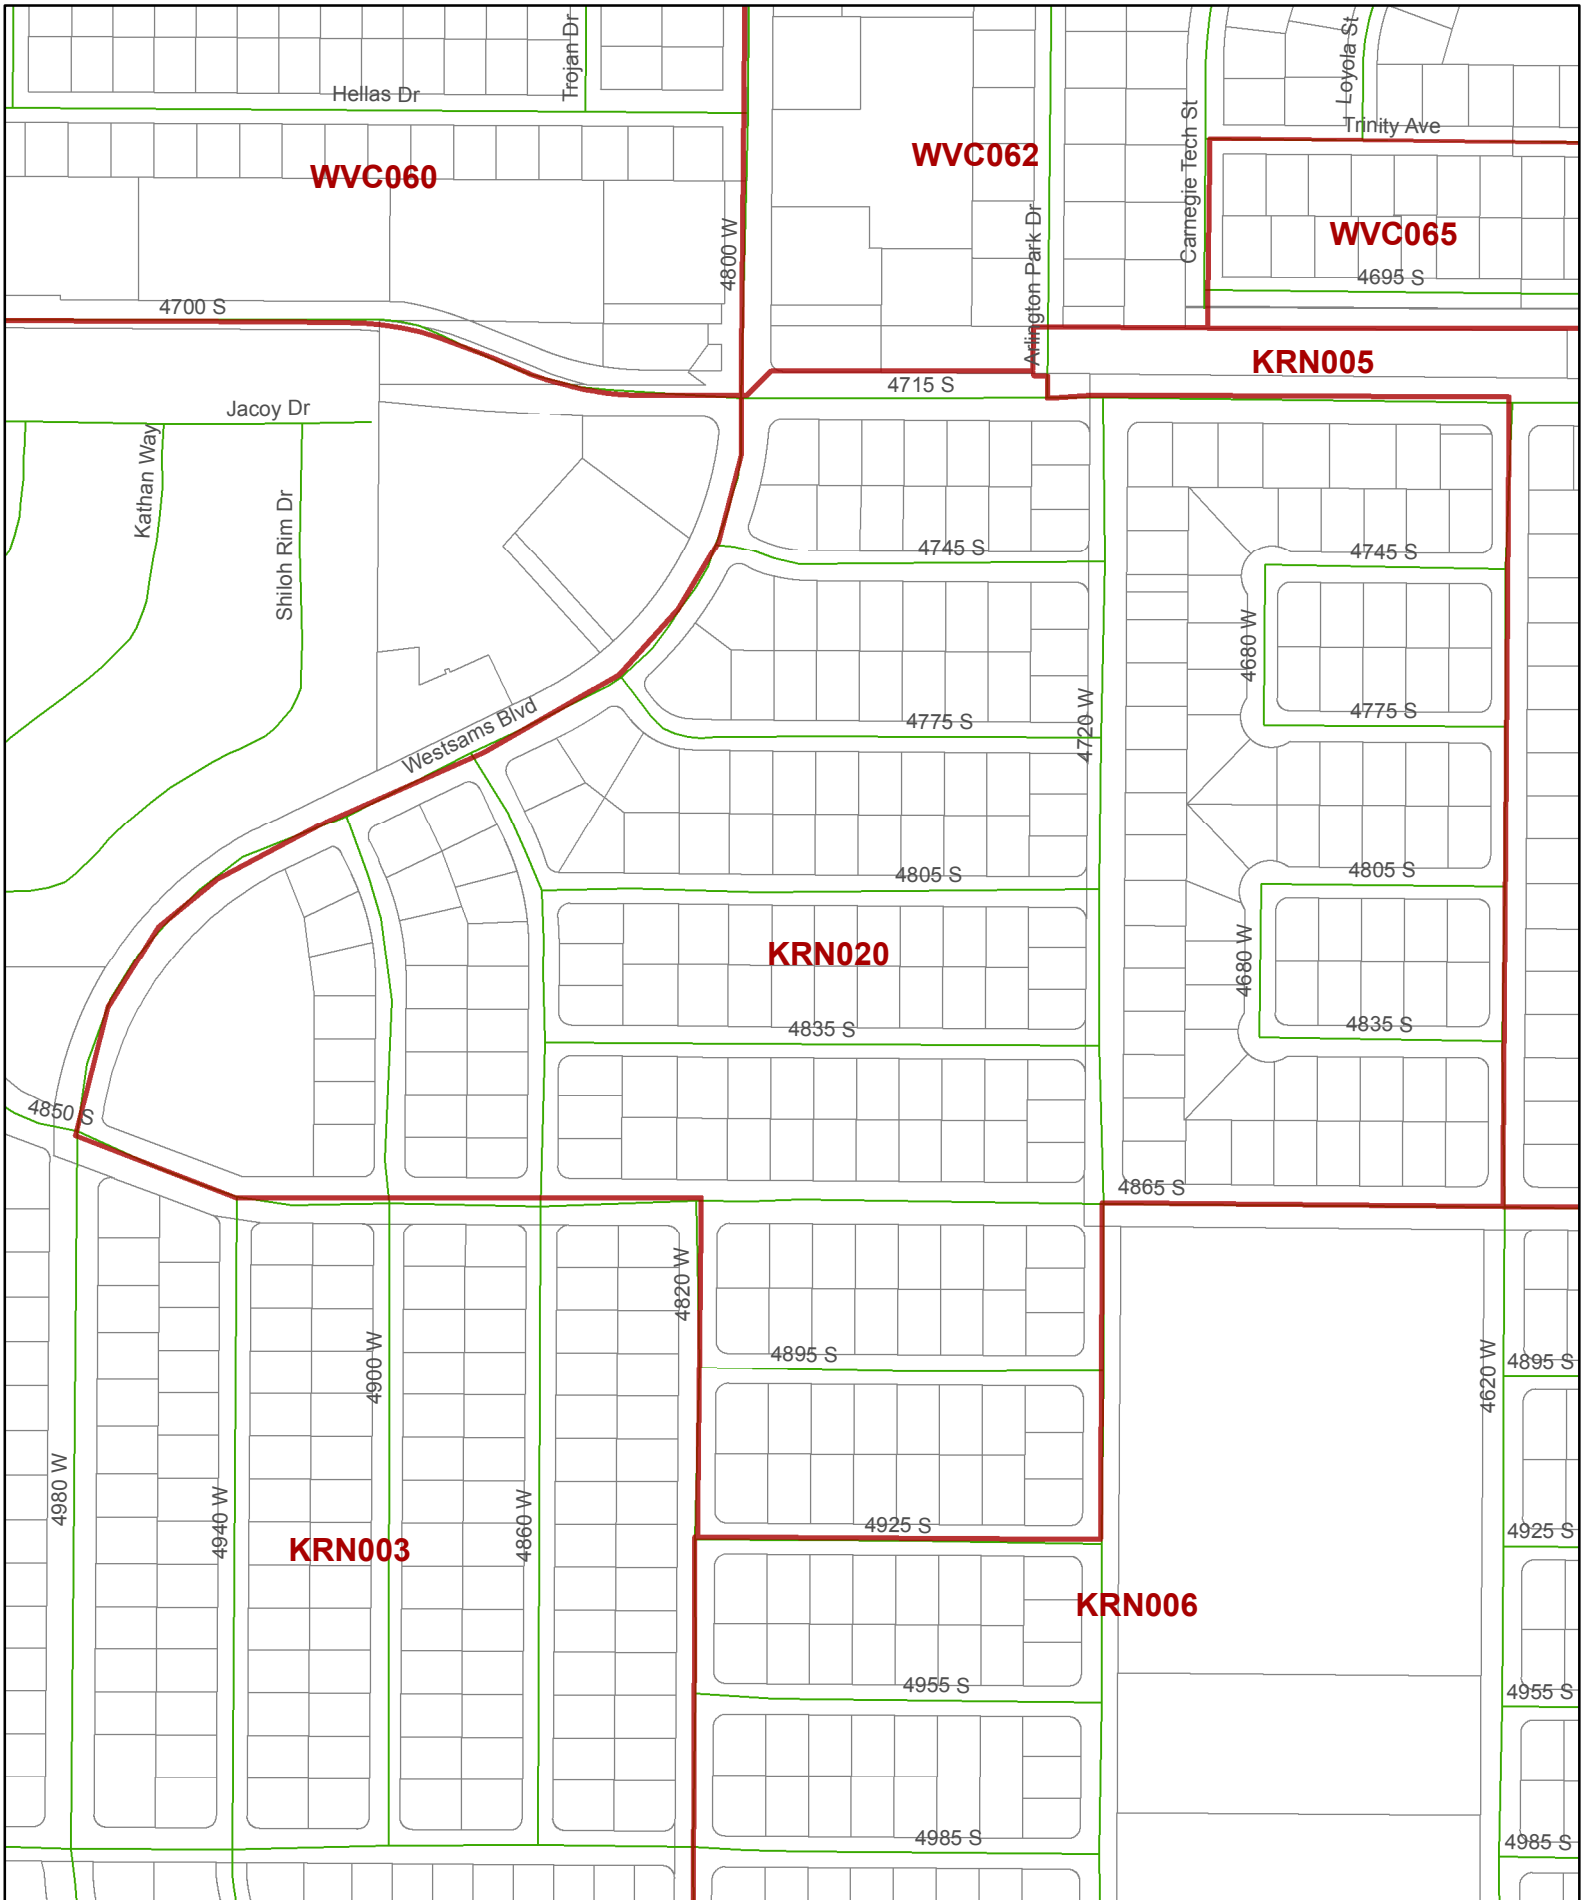 Trojan Dr
Loyola St
Hellas Dr
Carnegie Tech St
Trinity Ave
WVC062
WVC060
4800 W
Arlington Park Dr
WVC065
4695 S
4700 S
KRN005
4715 S
Jacoy Dr
Kathan Way
Shiloh Rim Dr
4745 S
4745 S
4680 W
Westsams Blvd
4775 S
4720 W
4775 S
4805 S
4805 S
KRN020
4680 W
4835 S
4835 S
4850 S
4865 S
4820 W
4900 W
4895 S
4620 W
4895 S
4980 W
4940 W
KRN003
4860 W
4925 S
4925 S
KRN006
4955 S
4955 S
4985 S
4985 S